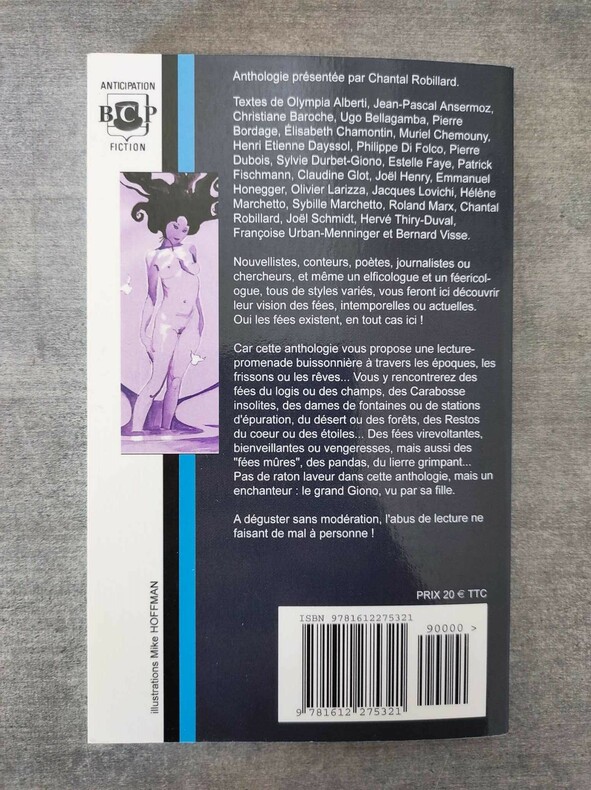 ANTICIPATION
B.C.P
FICTION
Anthologie présentée par Chantal Robillard.
Textes de Olympia Alberti, Jean-Pascal Ansermoz,
Christiane Baroche, Ugo Bellagamba, Pierre
Bordage, Élisabeth Chamontin, Muriel Chemouny,
Henri Etienne Dayssol, Philippe Di Folco, Pierre
Dubois, Sylvie Durbet-Giono, Estelle Faye, Patrick
Fischmann, Claudine Glot, Joël Henry, Emmanuel
Honegger, Olivier Larizza, Jacques Lovichi, Hélène
Marchetto, Sybille Marchetto, Roland Marx, Chantal
Robillard, Joël Schmidt, Hervé Thiry-Duval,
Françoise Urban-Menninger et Bernard Visse.
Nouvellistes, conteurs, poètes, journalistes ou
chercheurs, et même un elficologue et un féericol-
ogue, tous de styles variés, vous feront ici découvrir
leur vision des fées, intemporelles ou actuelles.
Oui les fées existent, en tout cas ici !
Car cette anthologie vous propose une lecture-
promenade buissonnière à travers les époques, les
frissons ou les rêves... Vous y rencontrerez des
fées du logis ou des champs, des Carabosse
insolites, des dames de fontaines ou de stations
d'épuration, du désert ou des forêts, des Restos
du coeur ou des étoiles... Des fées virevoltantes,
bienveillantes ou vengeresses, mais aussi des
"fées mûres", des pandas, du lierre grimpant...
Pas de raton laveur dans cette anthologie, mais un
enchanteur : le grand Giono, vu par sa fille.
A déguster sans modération, l'abus de lecture ne
faisant de mal à personne !
PRIX 20 € TTC
ISBN 9781612275321
90000 >
9 781612 275321
illustrations Mike HOFFMAN